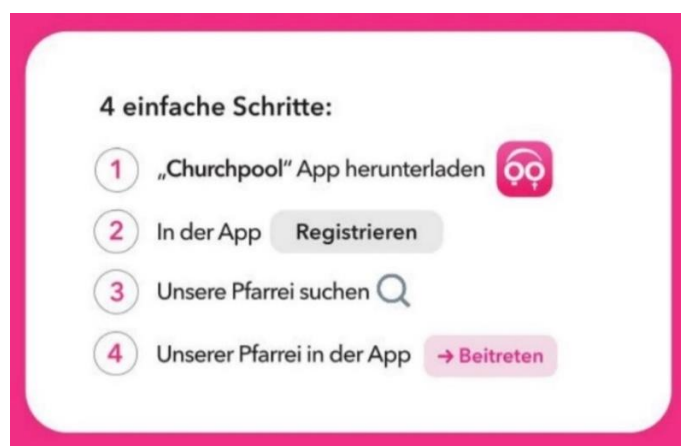 4 einfache Schritte:
1 „Churchpool“ App herunterladen
2 In der App Registrieren
3 Unsere Pfarrei suchen
4 Unserer Pfarrei in der App → Beitreten